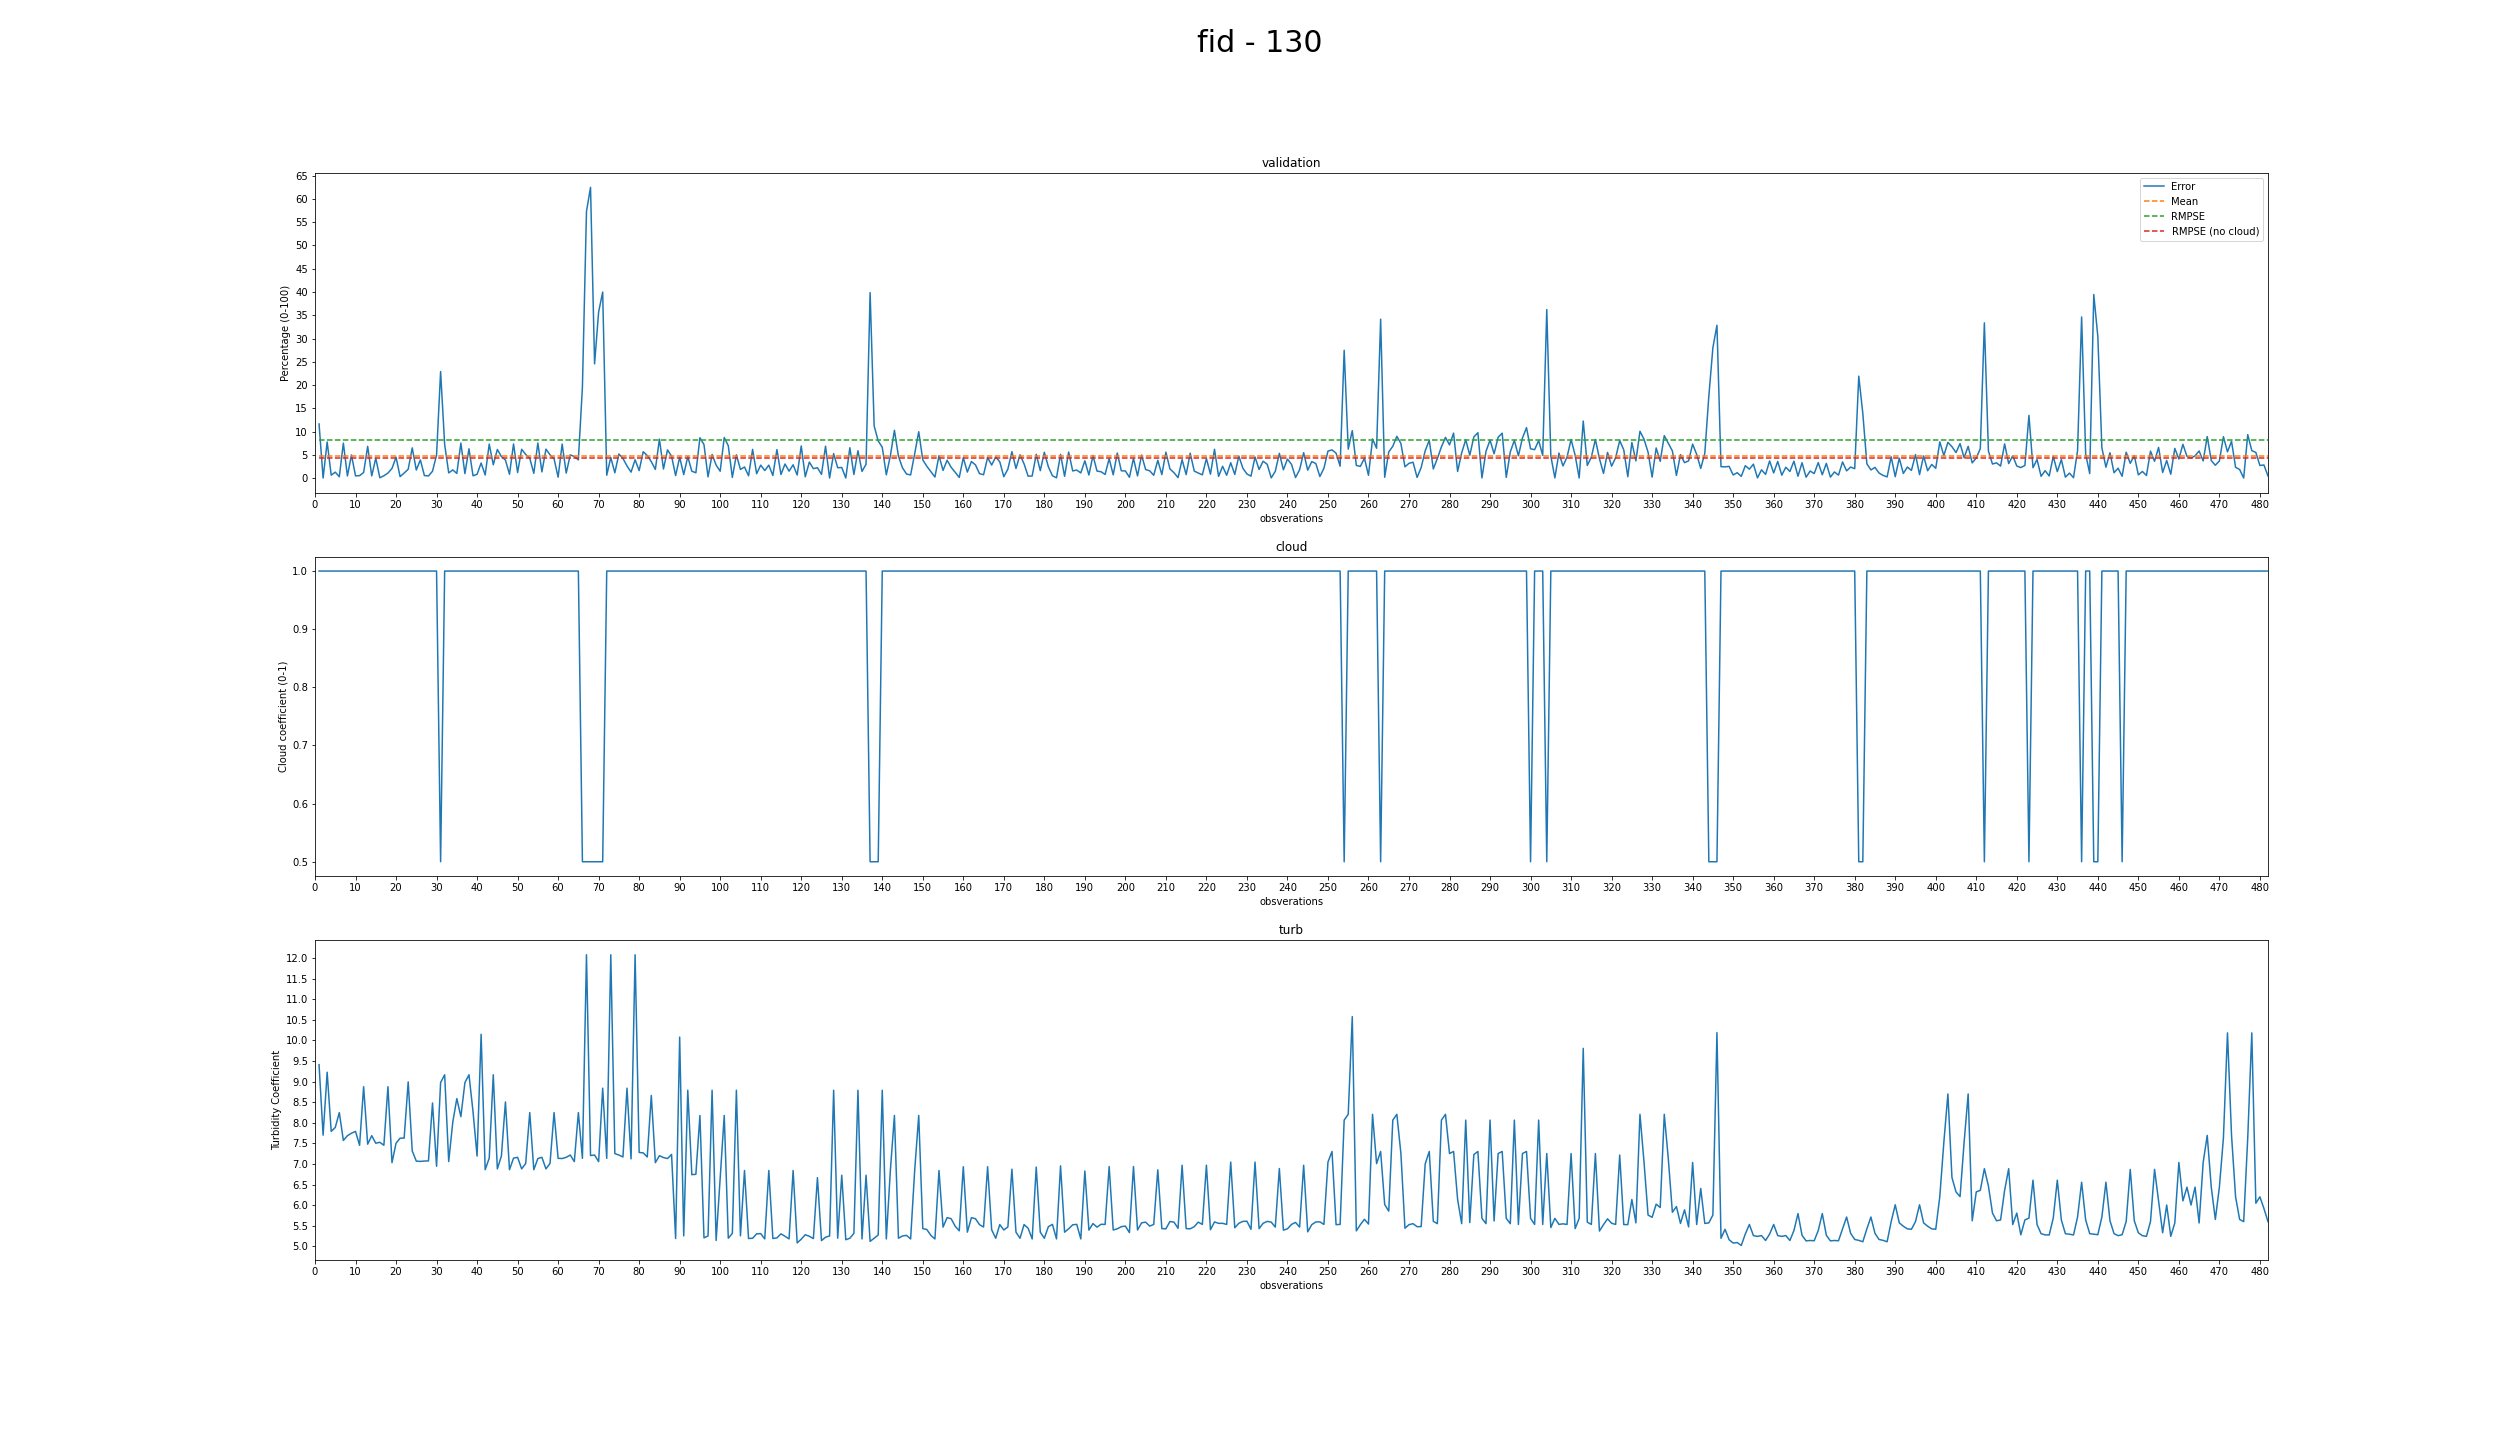 fid - 130
validation
65
60
55
50
45
40
35
30
25
20
15
10
5
0
Percentage (0-100)
Error
Mean
RMPSE
RMPSE (no cloud)
0 10 20 30 40 50 60 70 80 90 100 110 120 130 140 150 160 170 180 190 200 210 220 230 240 250 260 270 280 290 300 310 320 330 340 350 360 370 380 390 400 410 420 430 440 450 460 470 480
obsverations
cloud
1.0
0.9
0.8
0.7
0.6
0.5
Cloud coefficient (0-1)
0 10 20 30 40 50 60 70 80 90 100 110 120 130 140 150 160 170 180 190 200 210 220 230 240 250 260 270 280 290 300 310 320 330 340 350 360 370 380 390 400 410 420 430 440 450 460 470 480
obsverations
turb
12.0
11.5
11.0
10.5
10.0
9.5
9.0
8.5
8.0
7.5
7.0
6.5
6.0
5.5
5.0
Turbidity Coefficient
0 10 20 30 40 50 60 70 80 90 100 110 120 130 140 150 160 170 180 190 200 210 220 230 240 250 260 270 280 290 300 310 320 330 340 350 360 370 380 390 400 410 420 430 440 450 460 470 480
obsverations